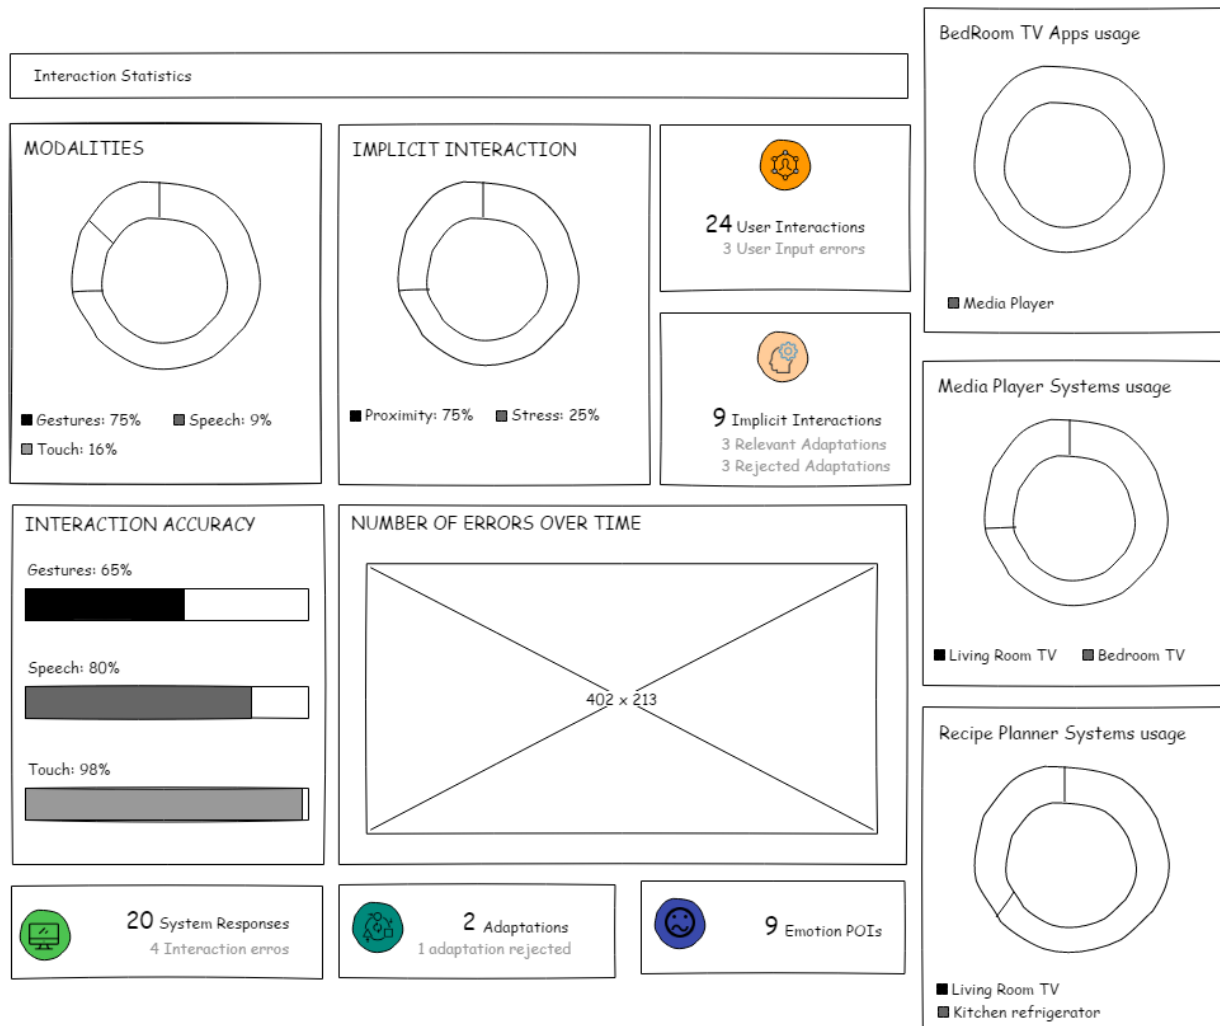 Interaction Statistics
MODALITIES
Gestures: 75%
Speech: 9%
Touch: 16%
IMPLICIT INTERACTION
Proximity: 75%
Stress: 25%
24 User Interactions
3 User Input errors
9 Implicit Interactions
3 Relevant Adaptations
3 Rejected Adaptations
INTERACTION ACCURACY
Gestures: 65%
Speech: 80%
Touch: 98%
NUMBER OF ERRORS OVER TIME
402 x 213
20 System Responses
4 Interaction erros
2 Adaptations
1 adaptation rejected
9 Emotion POIs
BedRoom TV Apps usage
Media Player
Media Player Systems usage
Living Room TV
Bedroom TV
Recipe Planner Systems usage
Living Room TV
Kitchen refrigerator